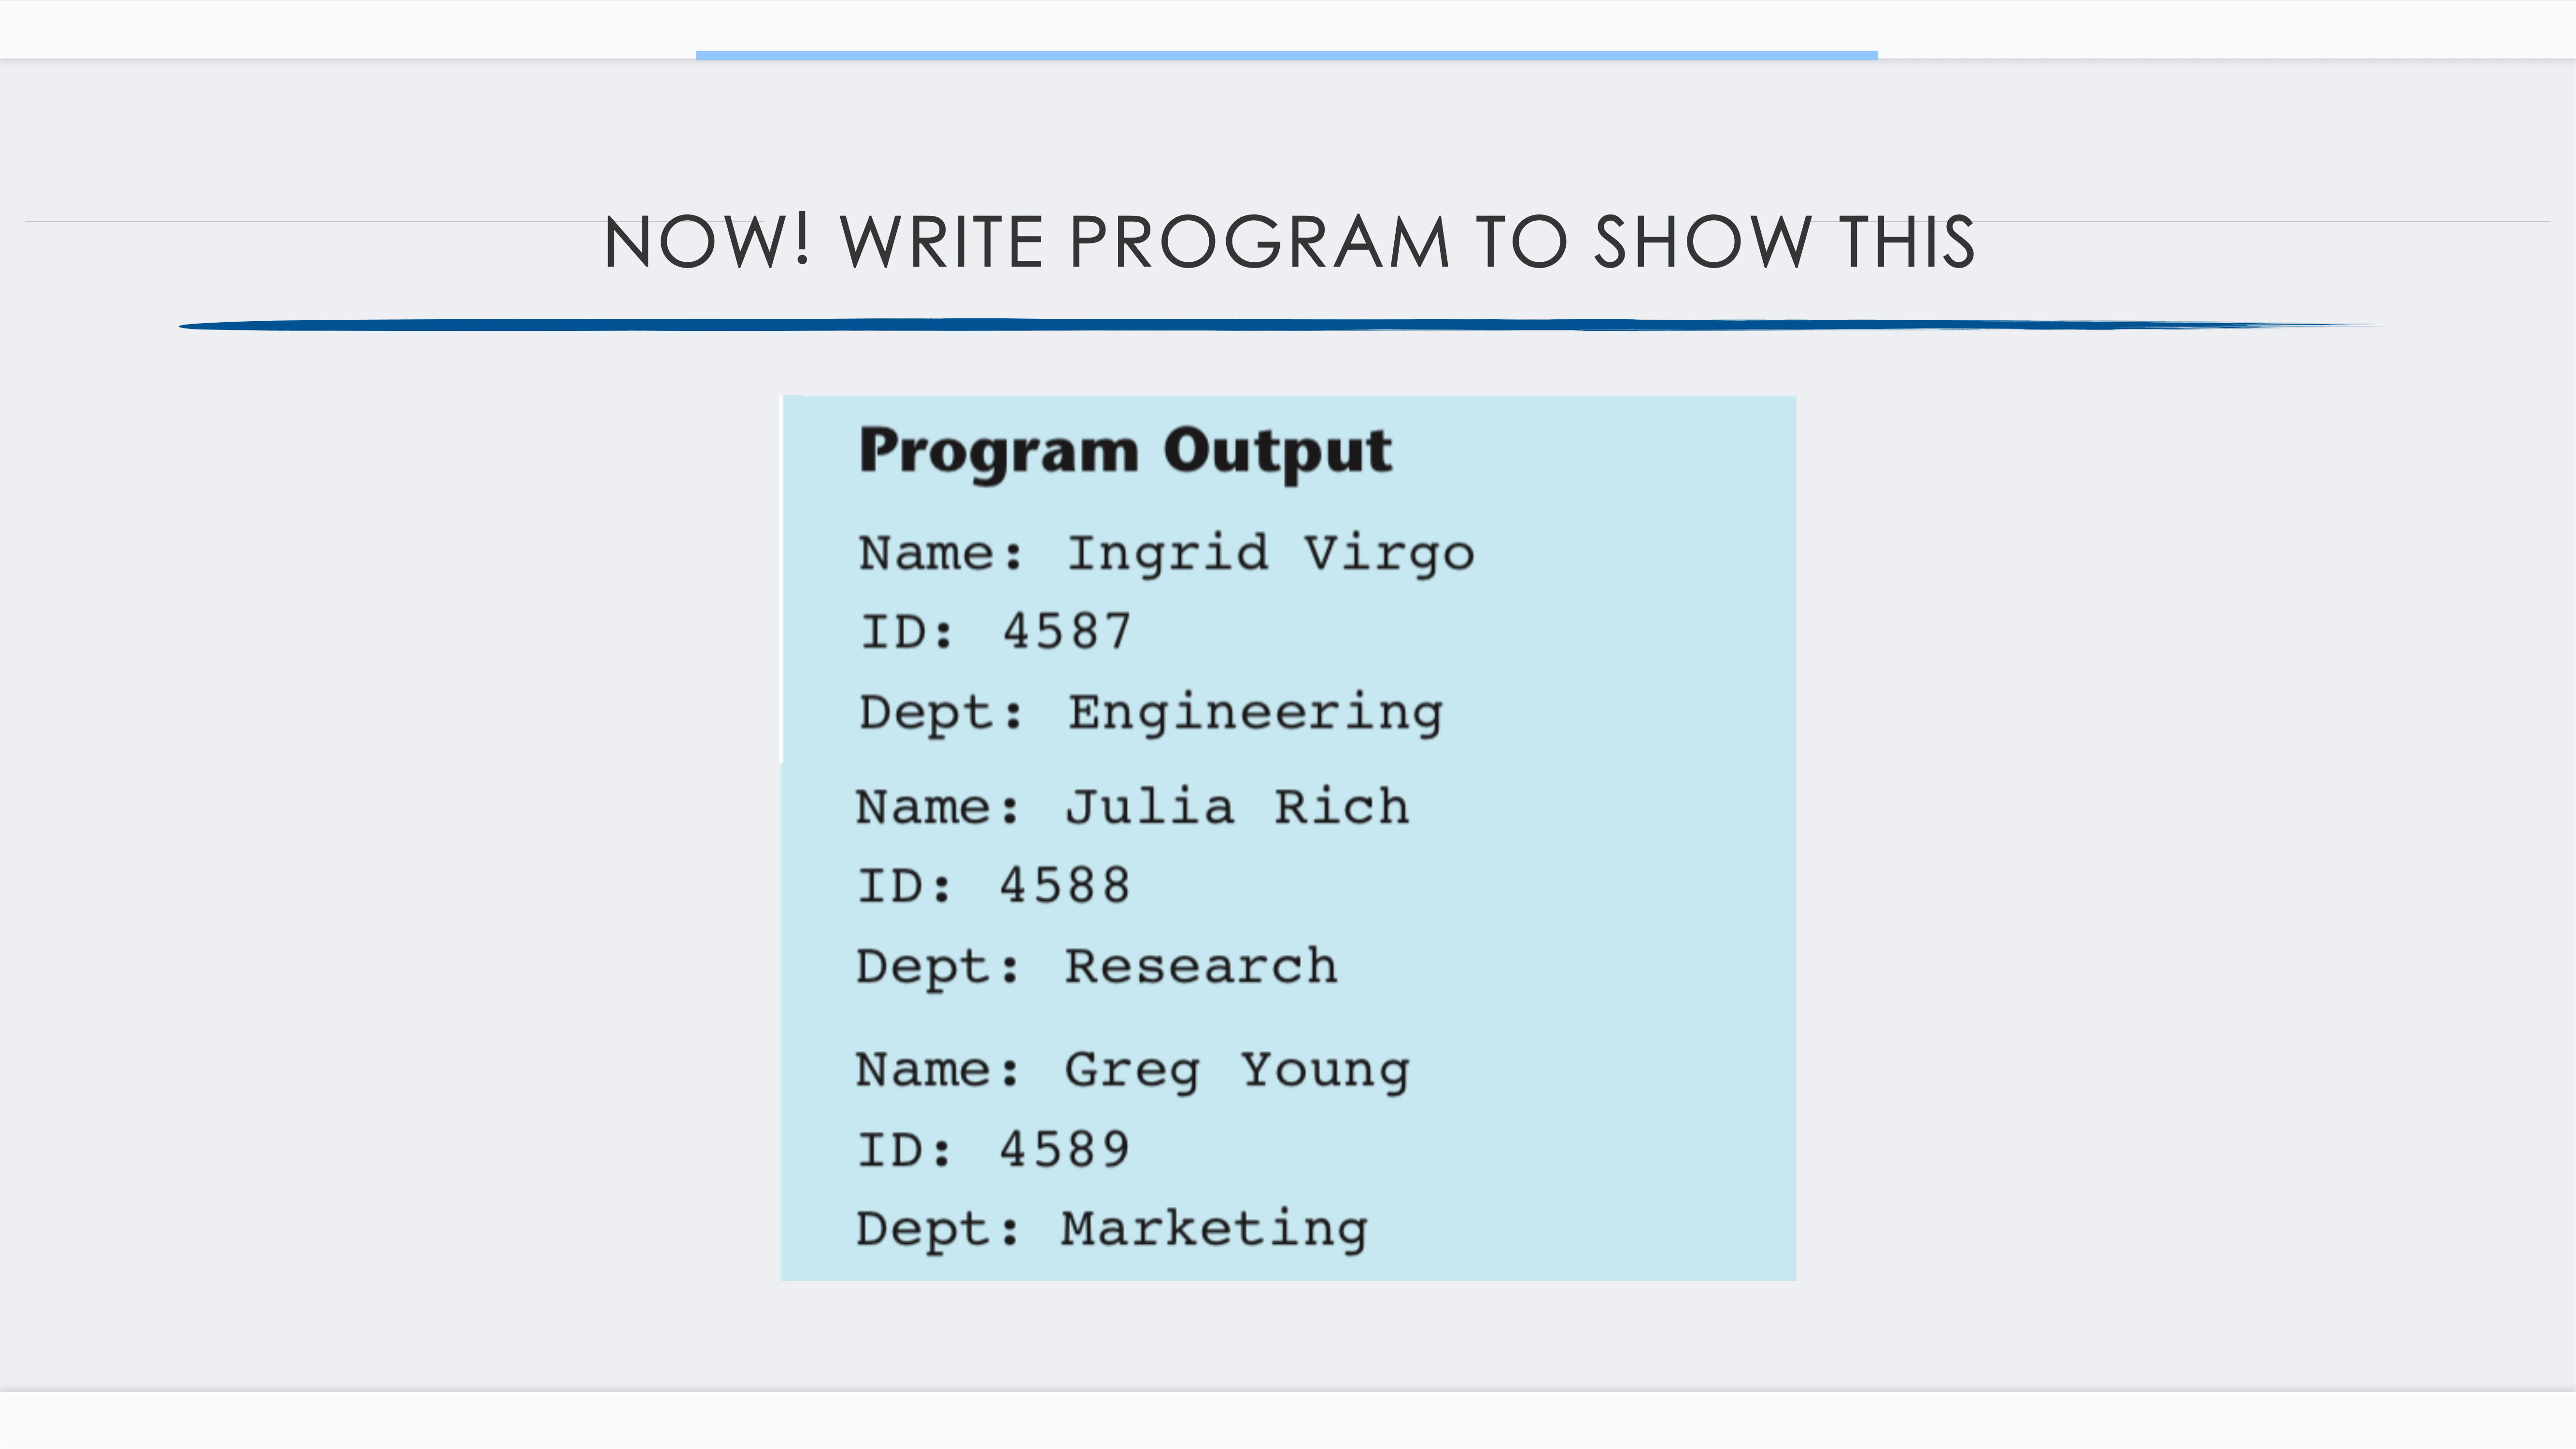 NOW! WRITE PROGRAM TO SHOW THIS
Program Output
Name: Ingrid Virgo
ID: 4587
Dept: Engineering
Name: Julia Rich
ID: 4588
Dept: Research
Name: Greg Young
ID: 4589
Dept: Marketing